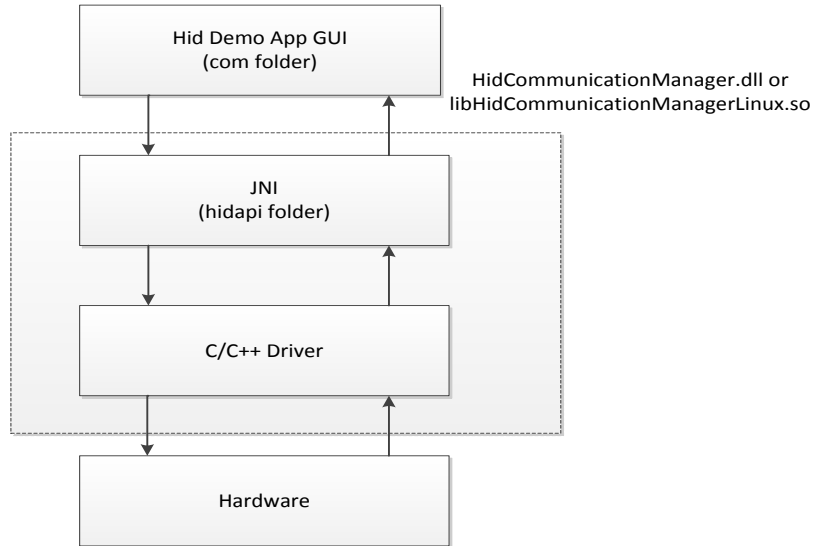 Hid Demo App GUI
(com folder)
HidCommunicationManager.dll or
libHidCommunicationManagerLinux.so
JNI
(hidapi folder)
C/C++ Driver
Hardware